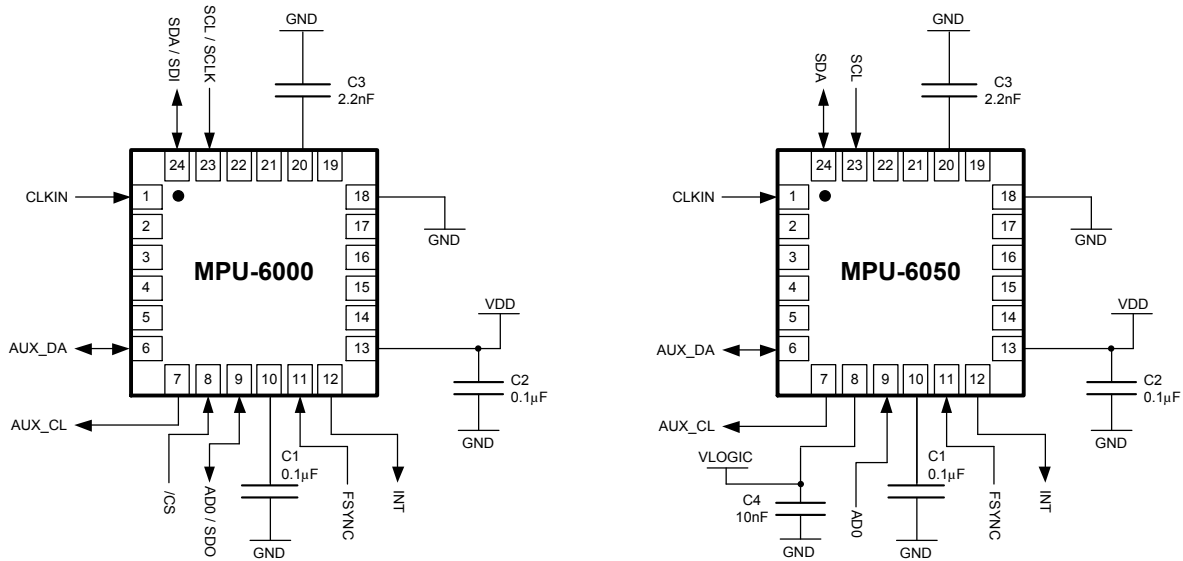 GND
SDA / SDI
SCL / SCLK
C3
2.2nF
24 23 22 21 20 19
CLKIN
1
2
3
4
5
6
18
17
16
15
14
13
MPU-6000
GND
VDD
AUX_DA
7 8 9 10 11 12
C2
0.1µF
GND
AUX_CL
/CS
AD0 / SDO
C1
0.1µF
GND
FSYNC
INT
GND
SDA
SCL
C3
2.2nF
24 23 22 21 20 19
CLKIN
1
2
3
4
5
6
18
17
16
15
14
13
MPU-6050
GND
VDD
AUX_DA
7 8 9 10 11 12
C2
0.1µF
GND
AUX_CL
VLOGIC
C4
10nF
GND
AD0
C1
0.1µF
GND
FSYNC
INT